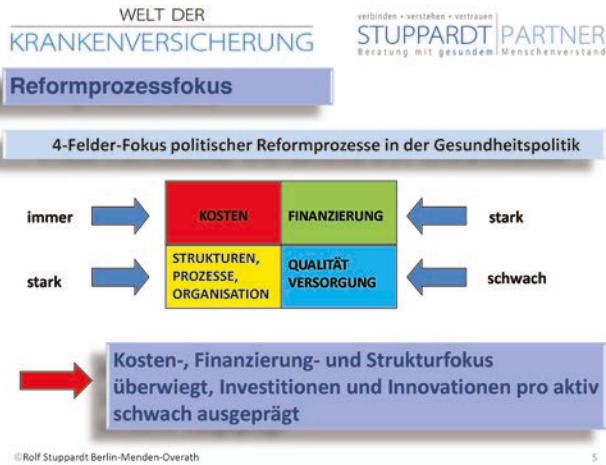 WELT DER
KRANKENVERSICHERUNG
verbinden • verstehen • vertrauen
STUPPARDT PARTNER
Beratung mit gesundem Menschenverstand
Reformprozessfokus
4-Felder-Fokus politischer Reformprozesse in der Gesundheitspolitik
immer KOSTEN FINANZIERUNG stark
stark STRUKTUREN, PROZESSE, ORGANISATION QUALITÄT VERSORGUNG schwach
Kosten-, Finanzierung- und Strukturfokus
überwiegt, Investitionen und Innovationen pro aktiv
schwach ausgeprägt
©Rolf Stuppardt Berlin-Menden-Overath 5